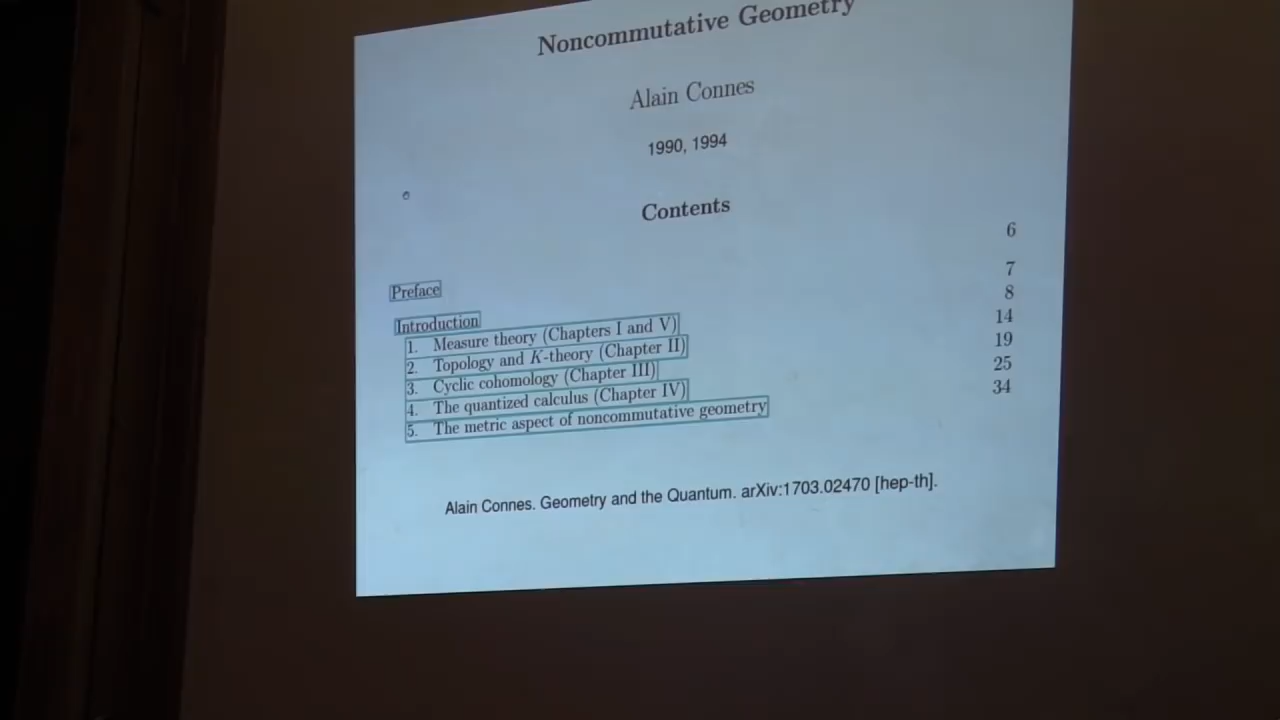 Noncommutative Geometry
Alain Connes
1990, 1994
Contents
Preface 6
Introduction 7
1. Measure theory (Chapters I and V) 8
2. Topology and K-theory (Chapter II) 14
3. Cyclic cohomology (Chapter III) 19
4. The quantized calculus (Chapter IV) 25
5. The metric aspect of noncommutative geometry 34
Alain Connes. Geometry and the Quantum. arXiv:1703.02470 [hep-th].